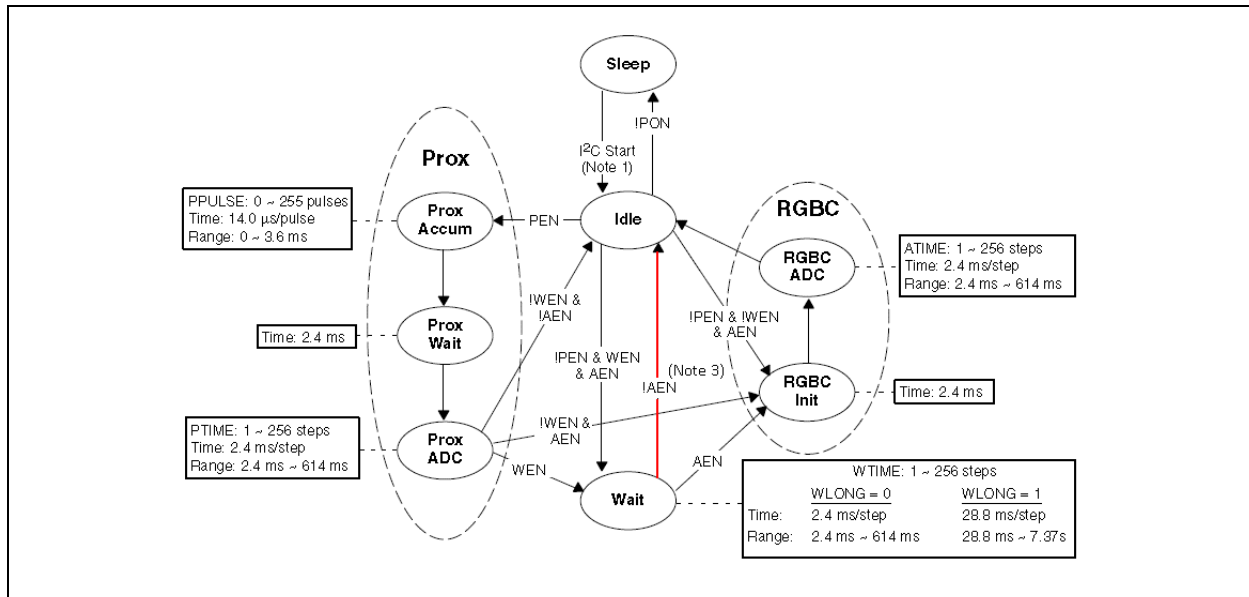 Sleep
!PON
I²C Start
(Note 1)
Prox
RGBC
PPULSE: 0 ~ 255 pulses
Time: 14.0 µs/pulse
Range: 0 ~ 3.6 ms
Prox
Accum
PEN
Idle
RGBC
ADC
ATIME: 1 ~ 256 steps
Time: 2.4 ms/step
Range: 2.4 ms ~ 614 ms
!WEN &
!AEN
!PEN & !WEN
& AEN
Time: 2.4 ms
Prox
Wait
!PEN & WEN
& AEN
!AEN
(Note 3)
RGBC
Init
Time: 2.4 ms
PTIME: 1 ~ 256 steps
Time: 2.4 ms/step
Range: 2.4 ms ~ 614 ms
Prox
ADC
!WEN &
AEN
WEN
AEN
Wait
WTIME: 1 ~ 256 steps
WLONG = 0 WLONG = 1
Time: 2.4 ms/step 28.8 ms/step
Range: 2.4 ms ~ 614 ms 28.8 ms ~ 7.37s